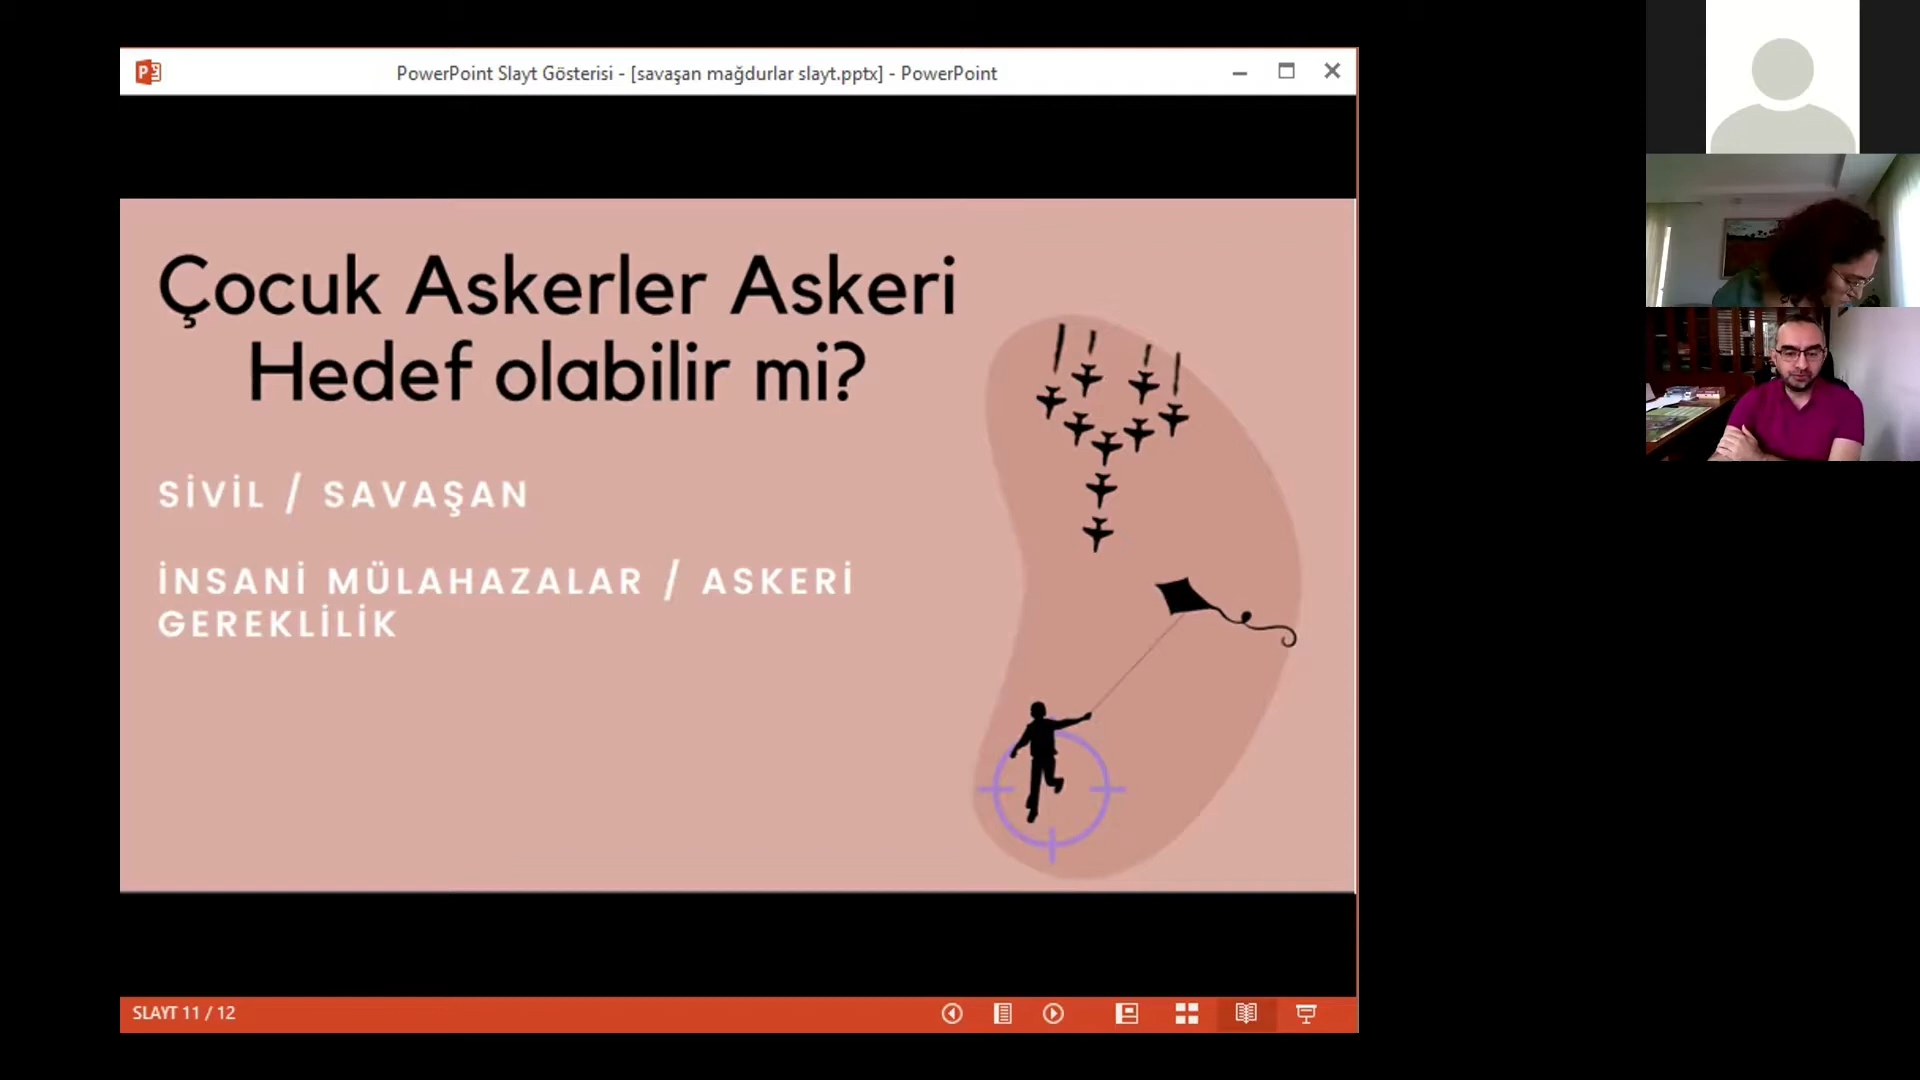 PowerPoint Slayt Gösterisi - [savaşan mağdurlar slayt.pptx] - PowerPoint
Çocuk Askerler Askeri
Hedef olabilir mi?
SİVİL / SAVAŞAN
İNSANİ MÜLAHAZALAR / ASKERİ
GEREKLİLİK
SLAYT 11 / 12